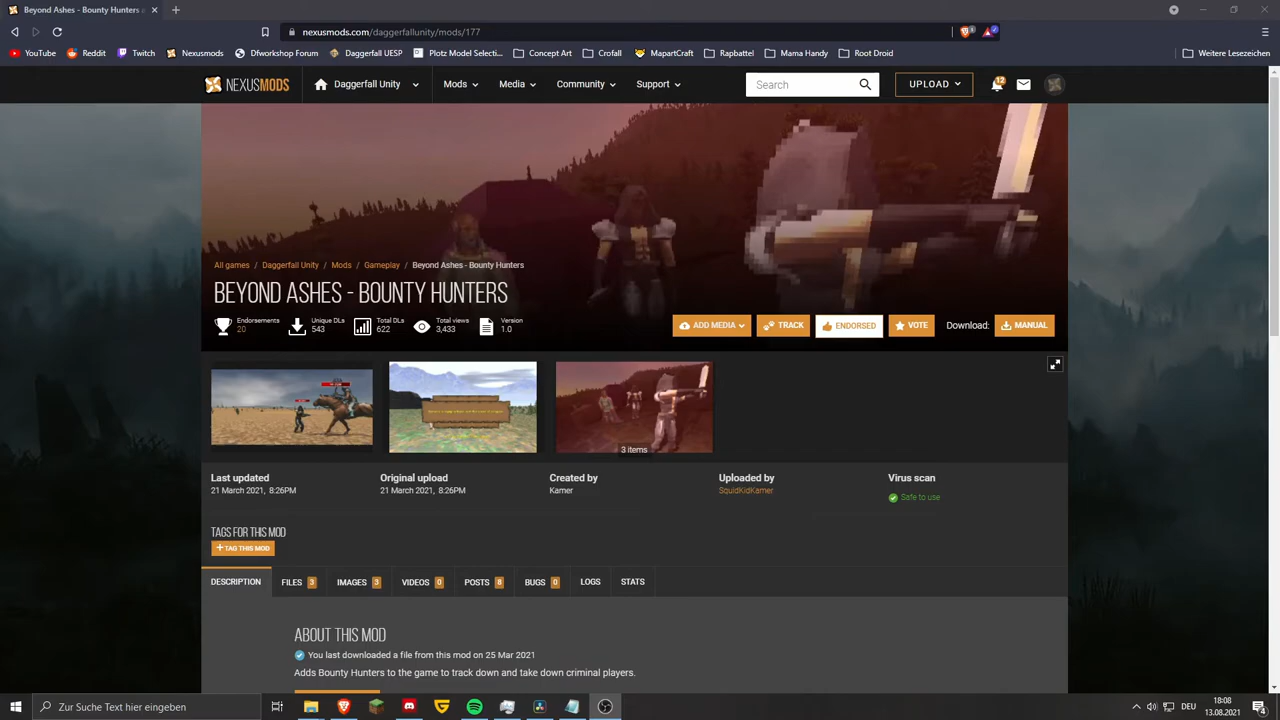 Beyond Ashes - Bounty Hunters a
nexusmods.com/daggerfallunity/mods/177
YouTube Reddit Twitch Nexusmods Dfworkshop Forum Daggerfall UESP Plotz Model Selecti... Concept Art Crofall MapartCraft Rapbattel Mama Handy Root Droid Weitere Lesezeichen
NEXUSMODS Daggerfall Unity Mods Media Community Support Search UPLOAD 12
All games / Daggerfall Unity / Mods / Gameplay / Beyond Ashes - Bounty Hunters
BEYOND ASHES - BOUNTY HUNTERS
Endorsements Unique DLs Total DLs Total views Version
20 543 622 3,433 1.0
ADD MEDIA TRACK ENDORSED VOTE Download: MANUAL
3 items
Last updated Original upload Created by Uploaded by Virus scan
21 March 2021, 8:26PM 21 March 2021, 8:26PM Kamer SquidKidKamer Safe to use
TAGS FOR THIS MOD
+ TAG THIS MOD
DESCRIPTION FILES 3 IMAGES 3 VIDEOS 0 POSTS 8 BUGS 0 LOGS STATS
ABOUT THIS MOD
You last downloaded a file from this mod on 25 Mar 2021
Adds Bounty Hunters to the game to track down and take down criminal players.
Zur Suche Text hier eingeben
DEU
18:08
13.08.2021